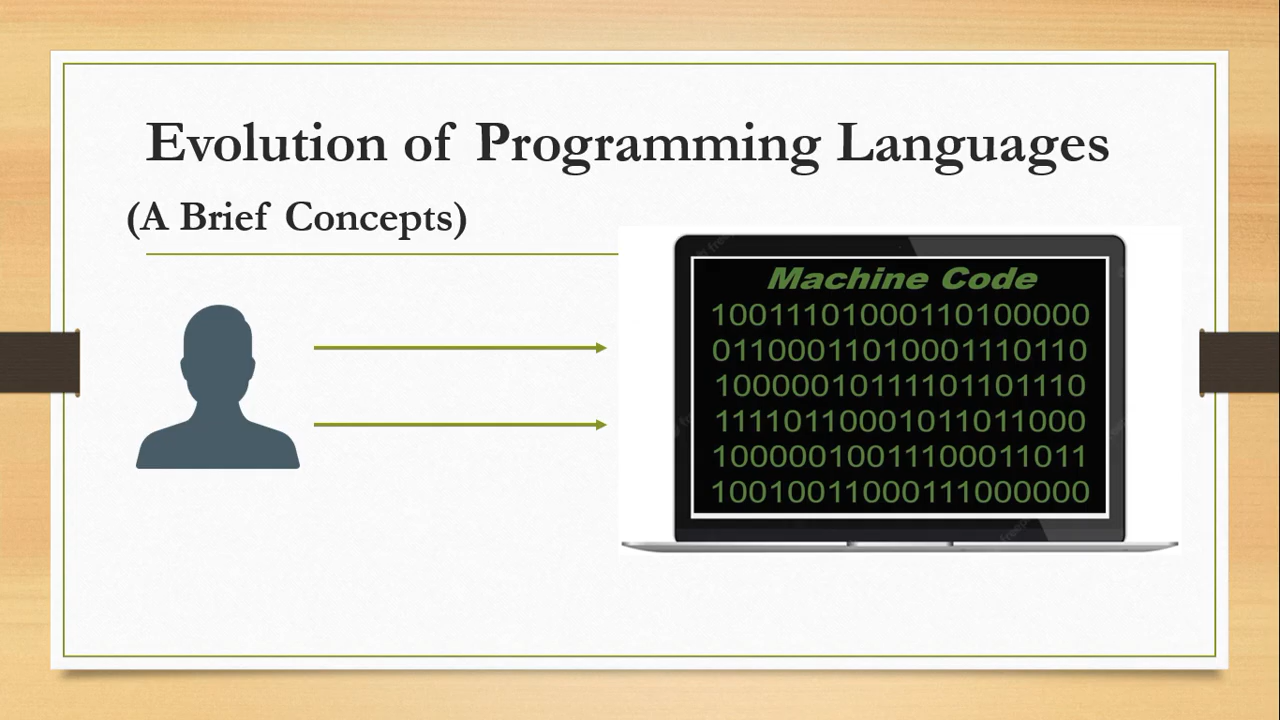 Evolution of Programming Languages
(A Brief Concepts)
Machine Code
10011101000110100000
01100011010001110110
10000010111101101110
11110110001011011000
10000010011100011011
10010011000111000000